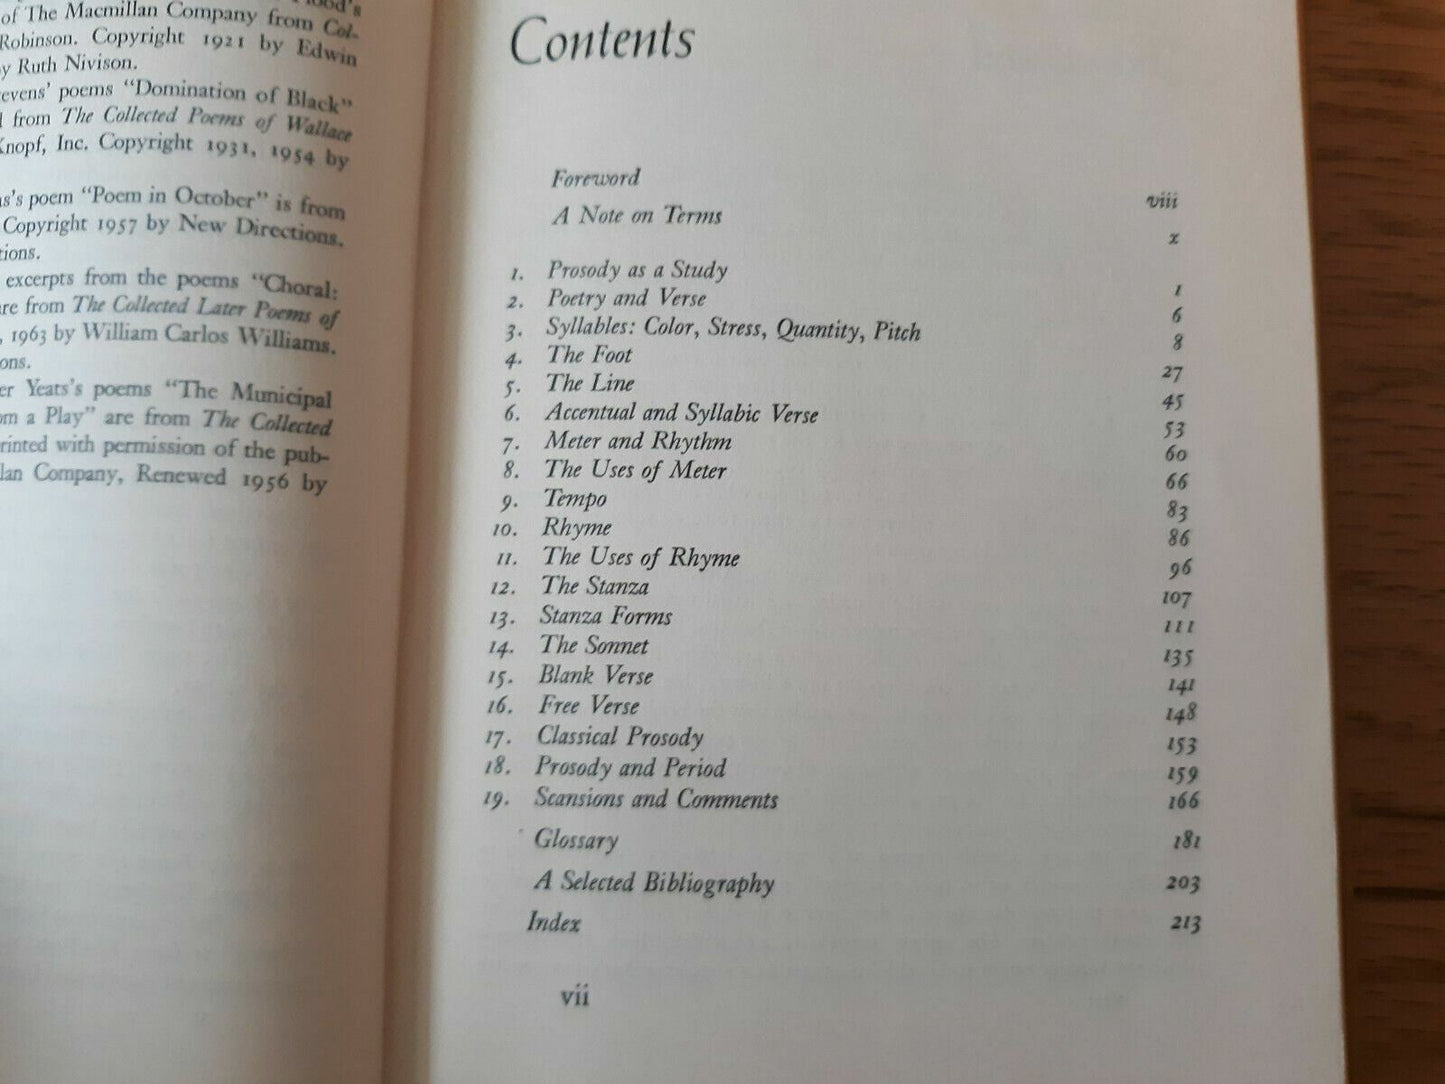 of The Macmillan Company from Col-
Robinson. Copyright 1921 by Edwin
y Ruth Nivison.
evens' poems "Domination of Black"
from The Collected Poems of Wallace
Knopf, Inc. Copyright 1931, 1954 by
as's poem "Poem in October" is from
Copyright 1957 by New Directions.
tions.
excerpts from the poems "Choral:
are from The Collected Later Poems of
, 1963 by William Carlos Williams.
ons.
er Yeats's poems "The Municipal
om a Play" are from The Collected
rinted with permission of the pub-
lan Company, Renewed 1956 by
Contents
Foreword viii
A Note on Terms x
1. Prosody as a Study 1
2. Poetry and Verse 6
3. Syllables: Color, Stress, Quantity, Pitch 8
4. The Foot 27
5. The Line 45
6. Accentual and Syllabic Verse 53
7. Meter and Rhythm 60
8. The Uses of Meter 66
9. Tempo 83
10. Rhyme 86
11. The Uses of Rhyme 96
12. The Stanza 107
13. Stanza Forms 111
14. The Sonnet 135
15. Blank Verse 141
16. Free Verse 148
17. Classical Prosody 153
18. Prosody and Period 159
19. Scansions and Comments 166
Glossary 181
A Selected Bibliography 203
Index 213
vii